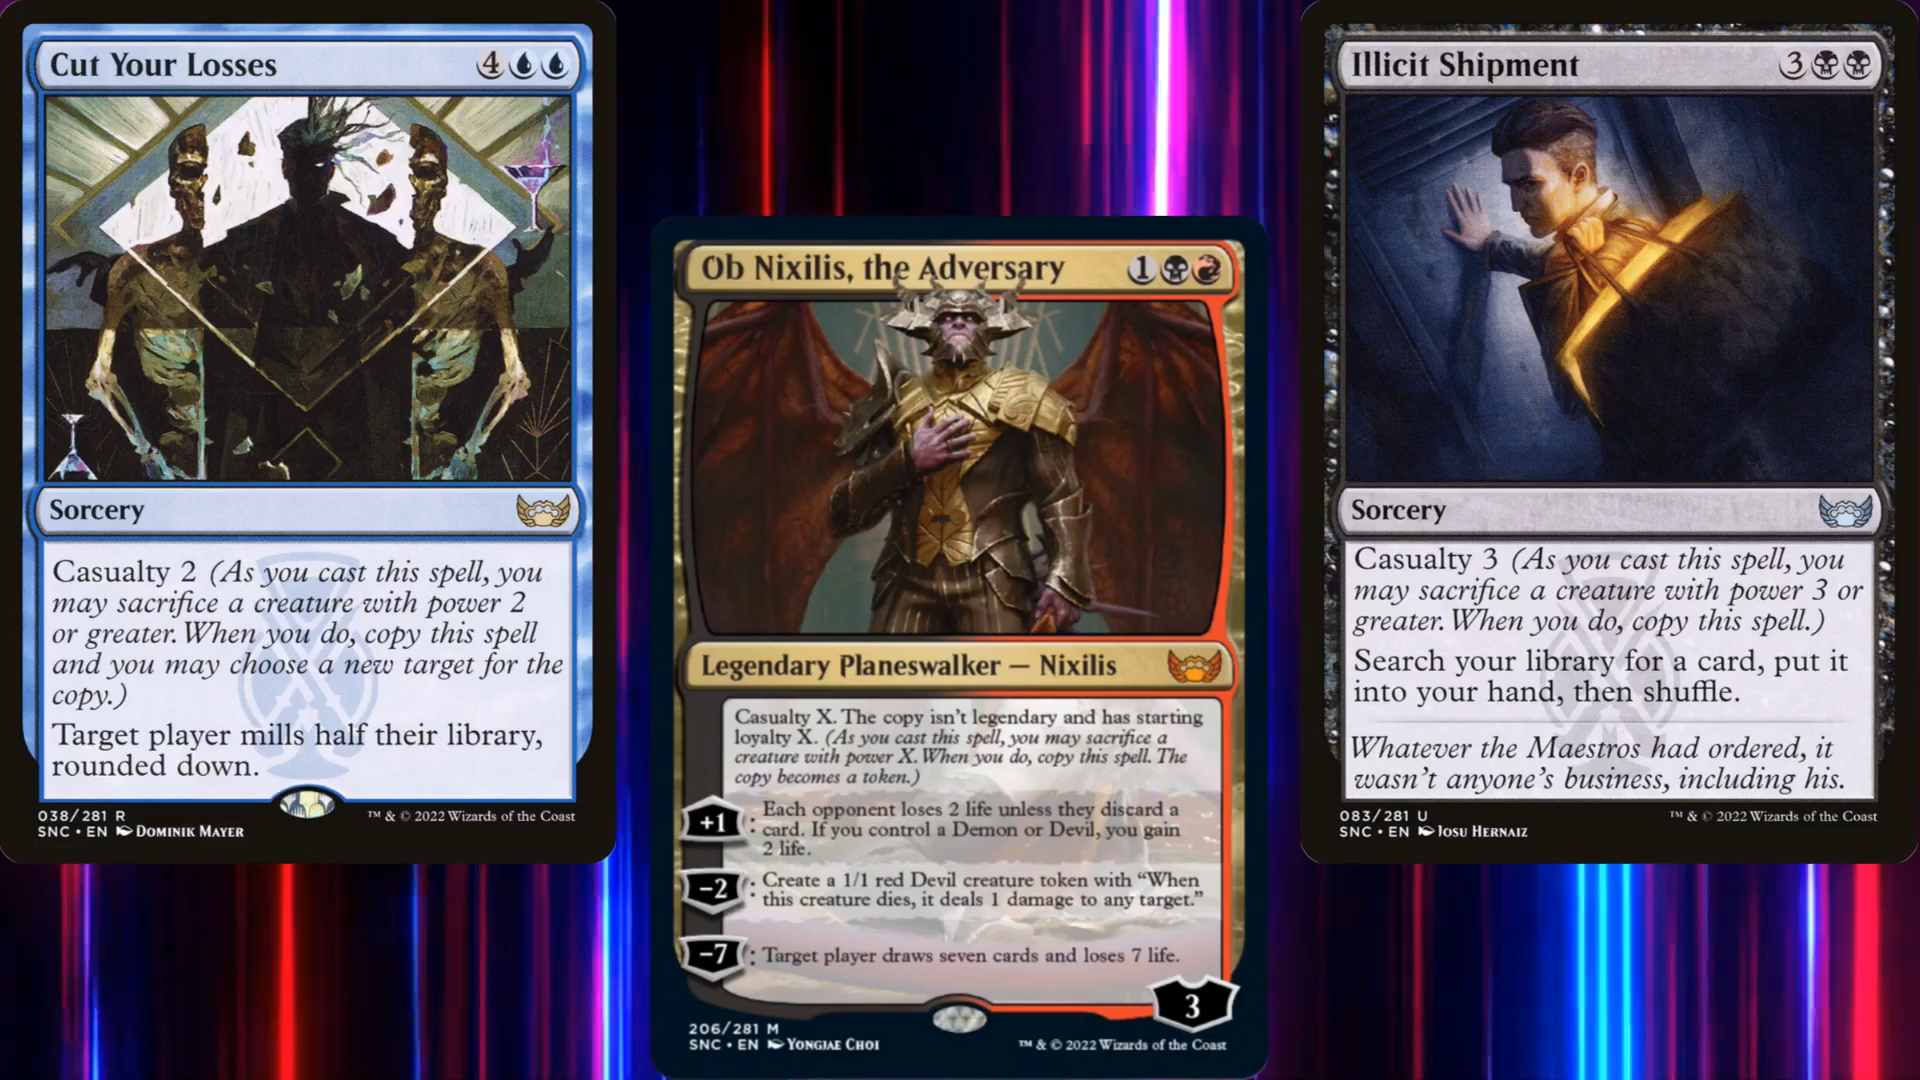 Cut Your Losses 4
Sorcery
Casualty 2 (As you cast this spell, you
may sacrifice a creature with power 2
or greater. When you do, copy this spell
and you may choose a new target for the
copy.)
Target player mills half their library,
rounded down.
038/281 R
SNC • EN Dominik Mayer
™ & © 2022 Wizards of the Coast
Ob Nixilis, the Adversary 1
Legendary Planeswalker — Nixilis
Casualty X. The copy isn't legendary and has starting
loyalty X. (As you cast this spell, you may sacrifice a
creature with power X. When you do, copy this spell. The
copy becomes a token.)
+1: Each opponent loses 2 life unless they discard a
card. If you control a Demon or Devil, you gain
2 life.
−2: Create a 1/1 red Devil creature token with “When
this creature dies, it deals 1 damage to any target.”
−7: Target player draws seven cards and loses 7 life.
3
206/281 M
SNC • EN Yongjae Choi
™ & © 2022 Wizards of the Coast
Illicit Shipment 3
Sorcery
Casualty 3 (As you cast this spell, you
may sacrifice a creature with power 3 or
greater. When you do, copy this spell.)
Search your library for a card, put it
into your hand, then shuffle.
Whatever the Maestros had ordered, it
wasn't anyone's business, including his.
083/281 U
SNC • EN Iosu Hernaiz
™ & © 2022 Wizards of the Coast